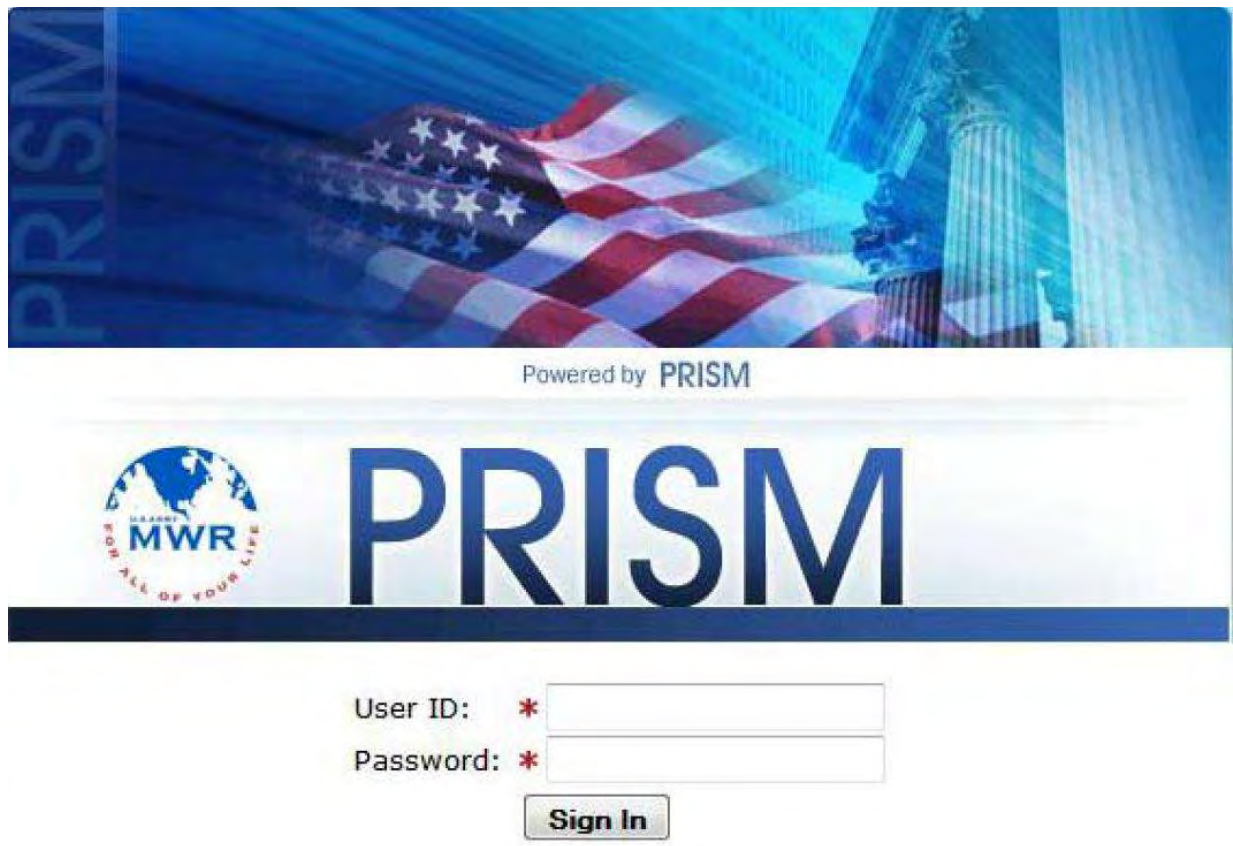 PRISM
Powered by PRISM
PRISM
U.S. ARMY
MWR
FOR ALL OF YOUR LIFE
User ID: *
Password: *
Sign In